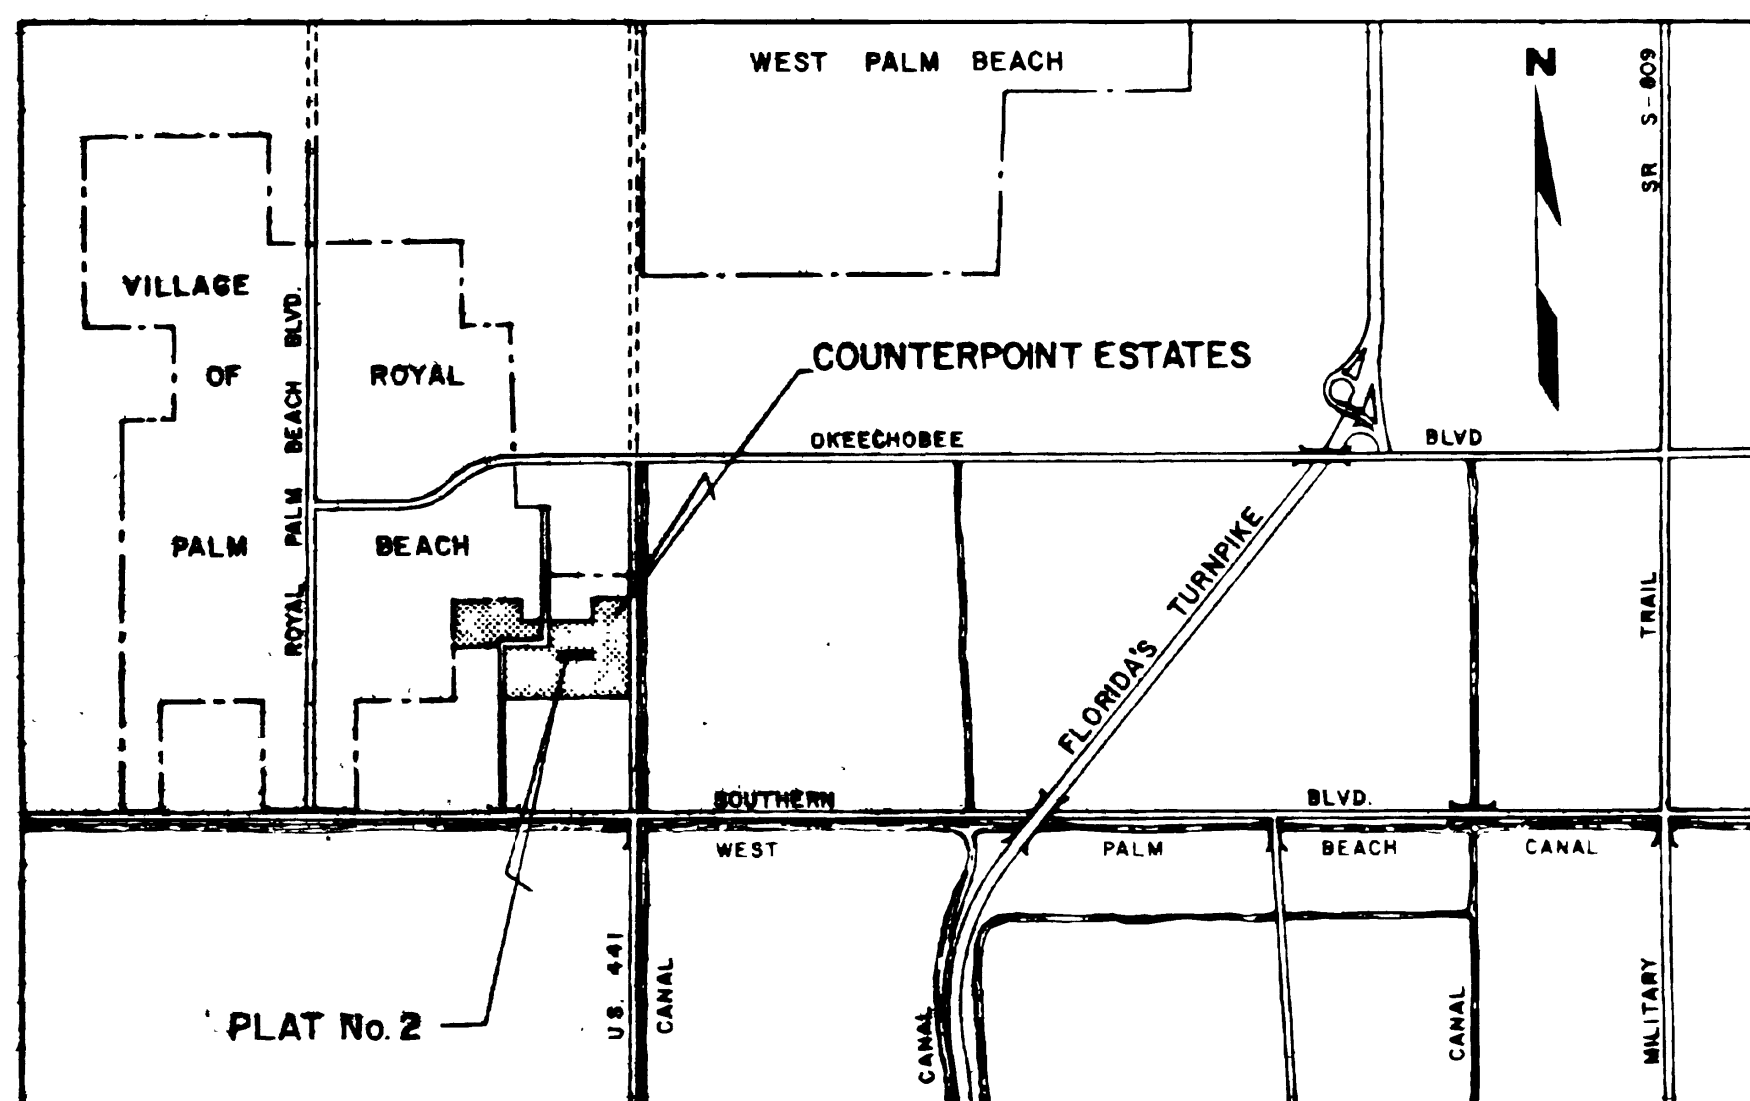 WEST PALM BEACH
N
SR S-809
VILLAGE
OF
ROYAL
PALM
BEACH
ROYAL PALM BEACH BLVD.
COUNTERPOINT ESTATES
OKEECHOBEE BLVD
FLORIDA'S TURNPIKE
TRAIL
SOUTHERN BLVD.
WEST PALM BEACH CANAL
PLAT No. 2
US. 441
CANAL
CANAL
CANAL
MILITARY